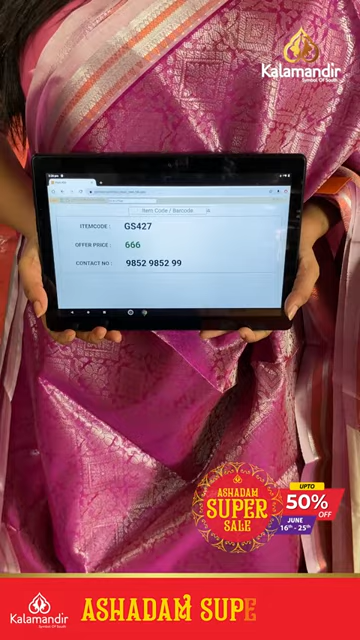 Kalamandir
Symbol Of South
Item Code / Barcode
ITEMCODE : GS427
OFFER PRICE : 666
CONTACT NO : 9852 9852 99
ASHADAM
SUPER
SALE
UPTO
50%
OFF
JUNE
16th - 25th
Kalamandir
Symbol Of South
ASHADAM SUPE